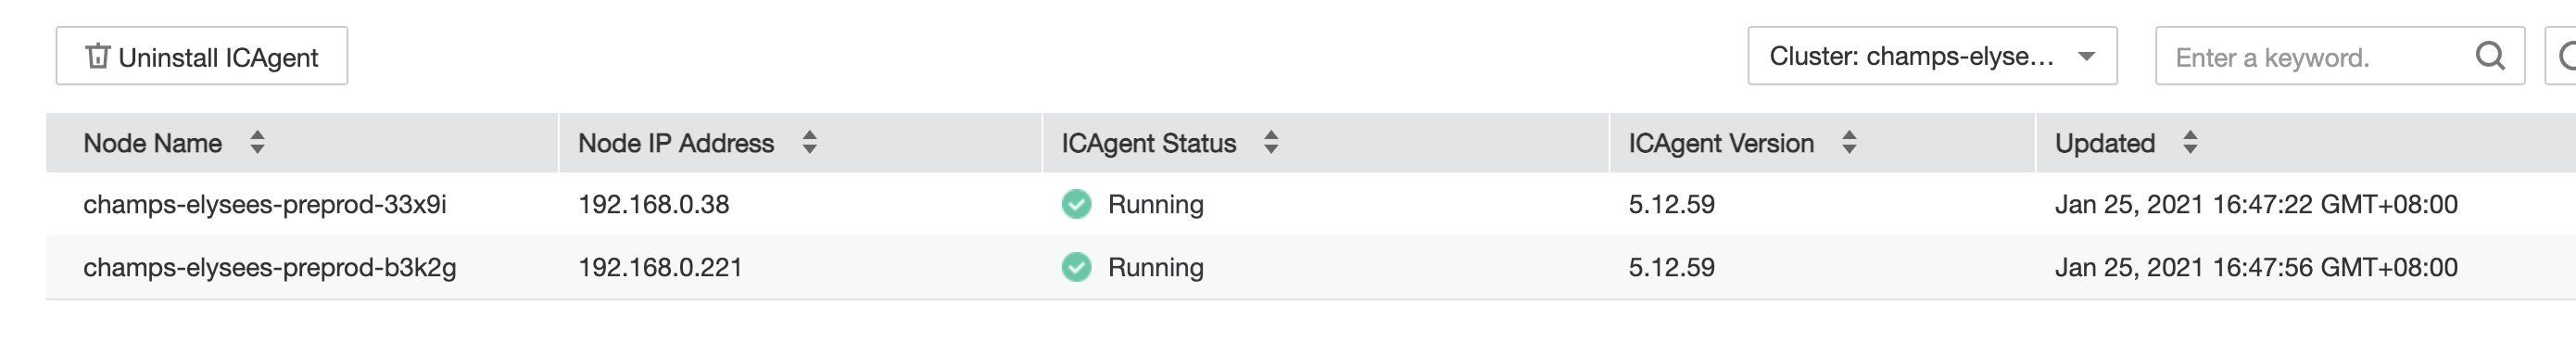 Uninstall ICAgent
Cluster: champs-elyse...
Enter a keyword.
Node Name Node IP Address ICAgent Status ICAgent Version Updated
champs-elysees-preprod-33x9i 192.168.0.38 Running 5.12.59 Jan 25, 2021 16:47:22 GMT+08:00
champs-elysees-preprod-b3k2g 192.168.0.221 Running 5.12.59 Jan 25, 2021 16:47:56 GMT+08:00